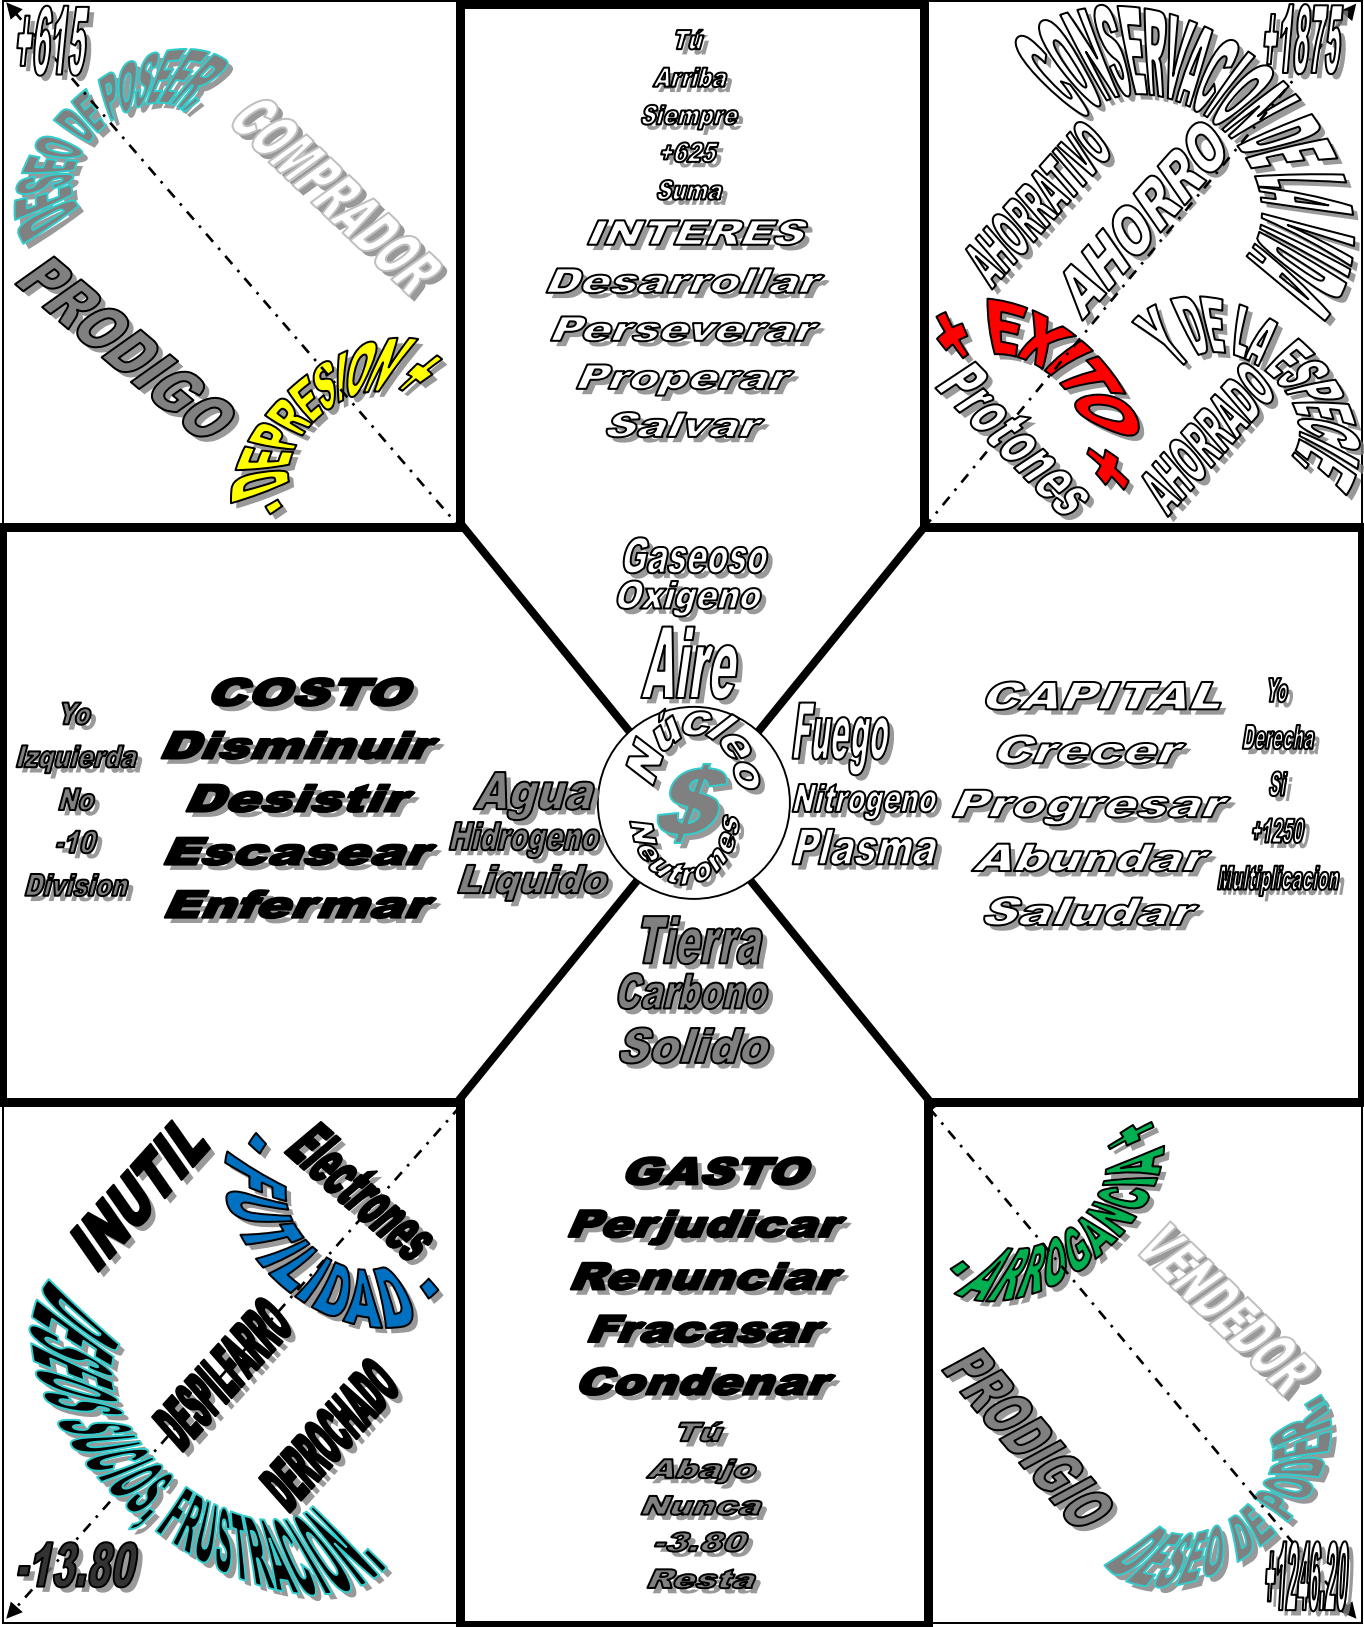 +615
DESEO DE POSEER,
COMPRADOR
PRODIGO
- DEPRESION +
Tú
Arriba
Siempre
+625
Suma
INTERES
Desarrollar
Perseverar
Properar
Salvar
Gaseoso
Oxigeno
Aire
+1875
CONSERVACION DE LA VIDA
AHORRATIVO
AHORRO
+ EXITO +
Protones
Y DE LA ESPECIE
AHORRADO
Yo
Izquierda
No
-10
Division
COSTO
Disminuir
Desistir
Escasear
Enfermar
Agua
Hidrogeno
Liquido
Núcleo
$
Neutrones
Fuego
Nitrogeno
Plasma
CAPITAL
Crecer
Progresar
Abundar
Saludar
Yo
Derecha
Si
+1250
Multiplicacion
Tierra
Carbono
Solido
INUTIL
- FUTILIDAD -
Electrones
DESPILFARRO
DERROCHADO
DESEOS SUCIOS, FRUSTRACION.
-13.80
GASTO
Perjudicar
Renunciar
Fracasar
Condenar
Tú
Abajo
Nunca
-3.80
Resta
- ARROGANCIA +
VENDEDOR
PRODIGIO
DESEO DE PODER,
+1246.20